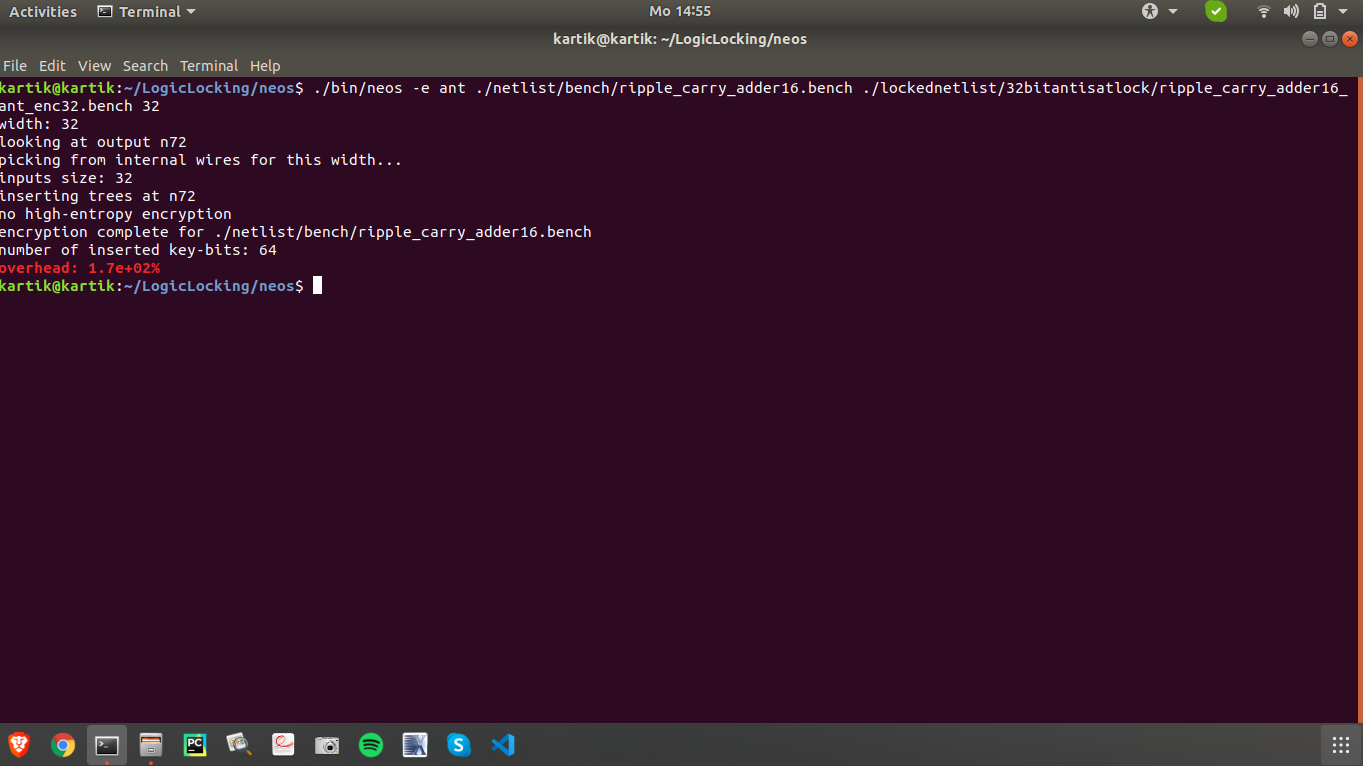 Activities Terminal Mo 14:55
kartik@kartik: ~/LogicLocking/neos
File Edit View Search Terminal Help
kartik@kartik:~/LogicLocking/neos$ ./bin/neos -e ant ./netlist/bench/ripple_carry_adder16.bench ./lockednetlist/32bitantisatlock/ripple_carry_adder16_
ant_enc32.bench 32
width: 32
looking at output n72
picking from internal wires for this width...
inputs size: 32
inserting trees at n72
no high-entropy encryption
encryption complete for ./netlist/bench/ripple_carry_adder16.bench
number of inserted key-bits: 64
overhead: 1.7e+02%
kartik@kartik:~/LogicLocking/neos$
PC